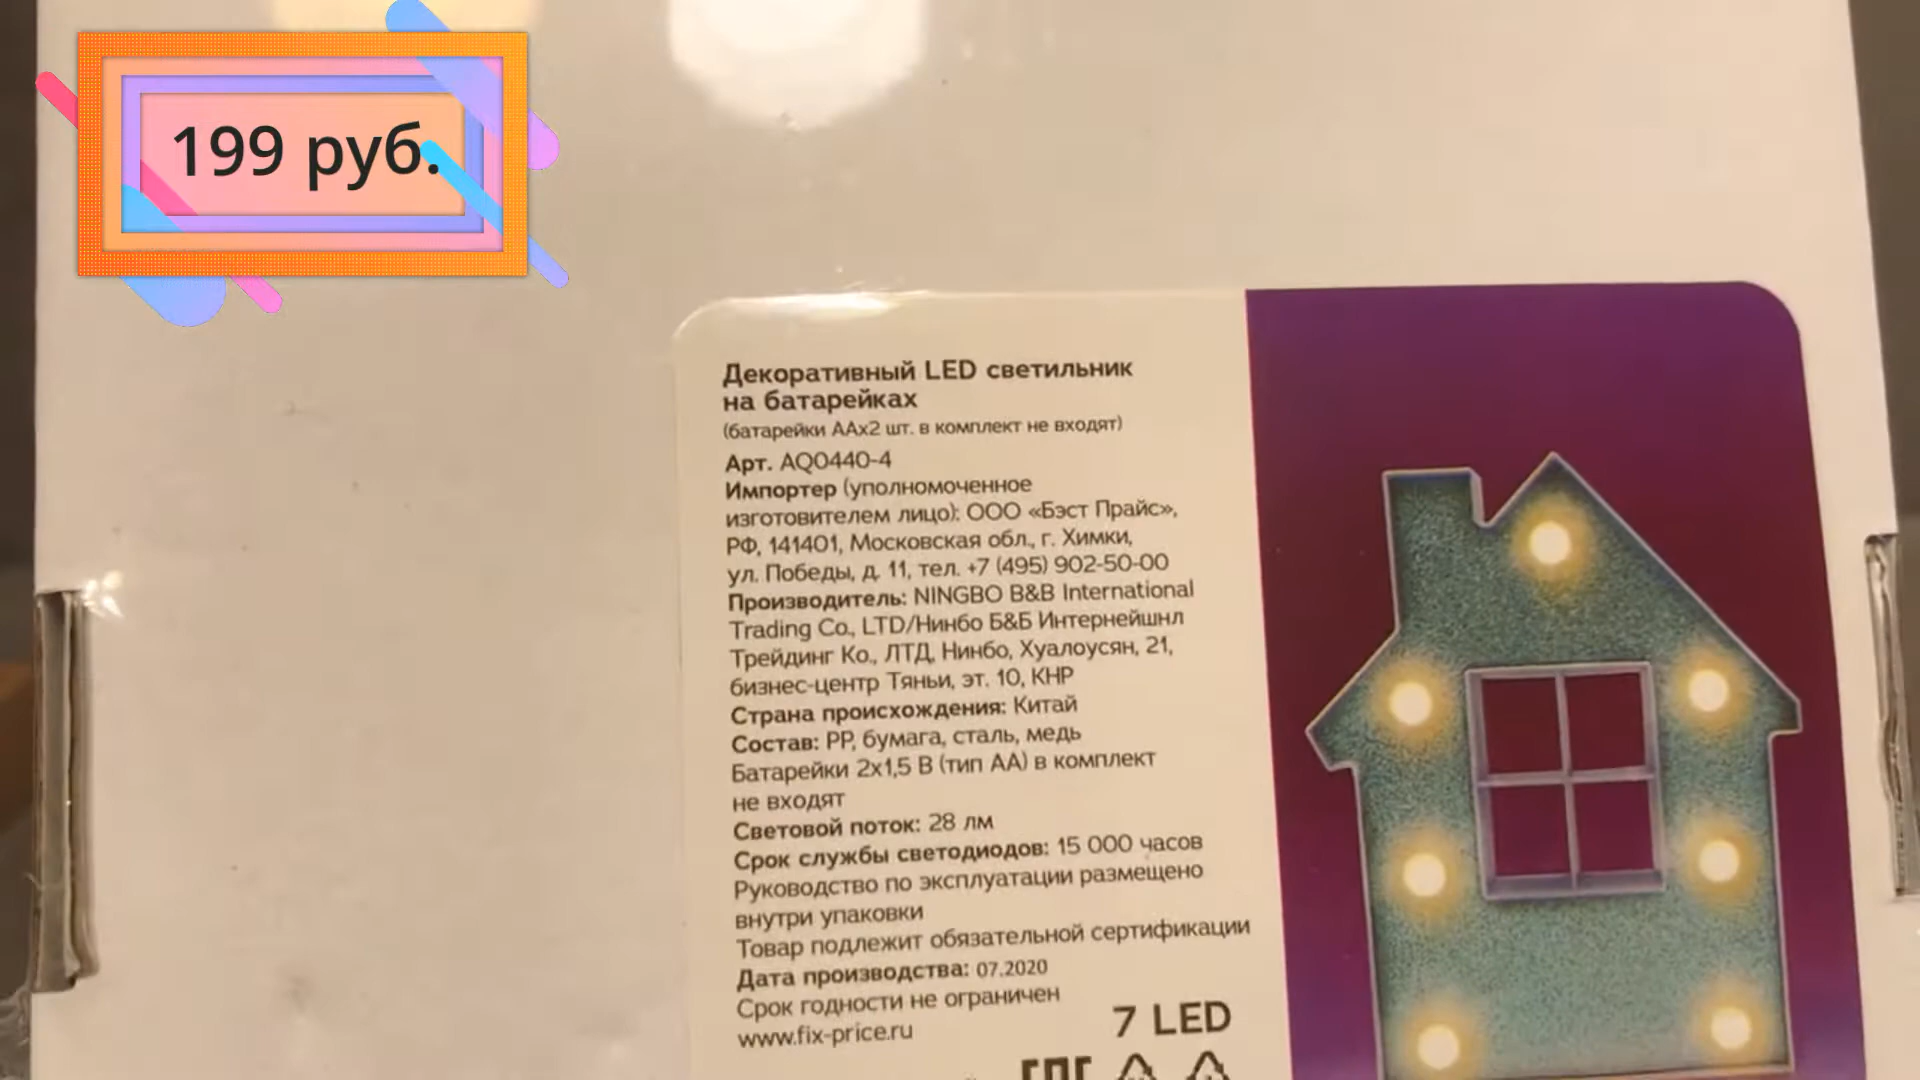 199 руб.
Декоративный LED светильник
на батарейках
(батарейки ААх2 шт. в комплект не входят)
Арт. AQ0440-4
Импортер (уполномоченное
изготовителем лицо): ООО «Бэст Прайс»,
РФ, 141401, Московская обл., г. Химки,
ул. Победы, д. 11, тел. +7 (495) 902-50-00
Производитель: NINGBO B&B International
Trading Co., LTD/Нинбо Б&Б Интернейшнл
Трейдинг Ко., ЛТД, Нинбо, Хуалоусян, 21,
бизнес-центр Тяньи, эт. 10, КНР
Страна происхождения: Китай
Состав: PP, бумага, сталь, медь
Батарейки 2х1,5 В (тип АА) в комплект
не входят
Световой поток: 28 лм
Срок службы светодиодов: 15 000 часов
Руководство по эксплуатации размещено
внутри упаковки
Товар подлежит обязательной сертификации
Дата производства: 07.2020
Срок годности не ограничен
www.fix-price.ru
7 LED